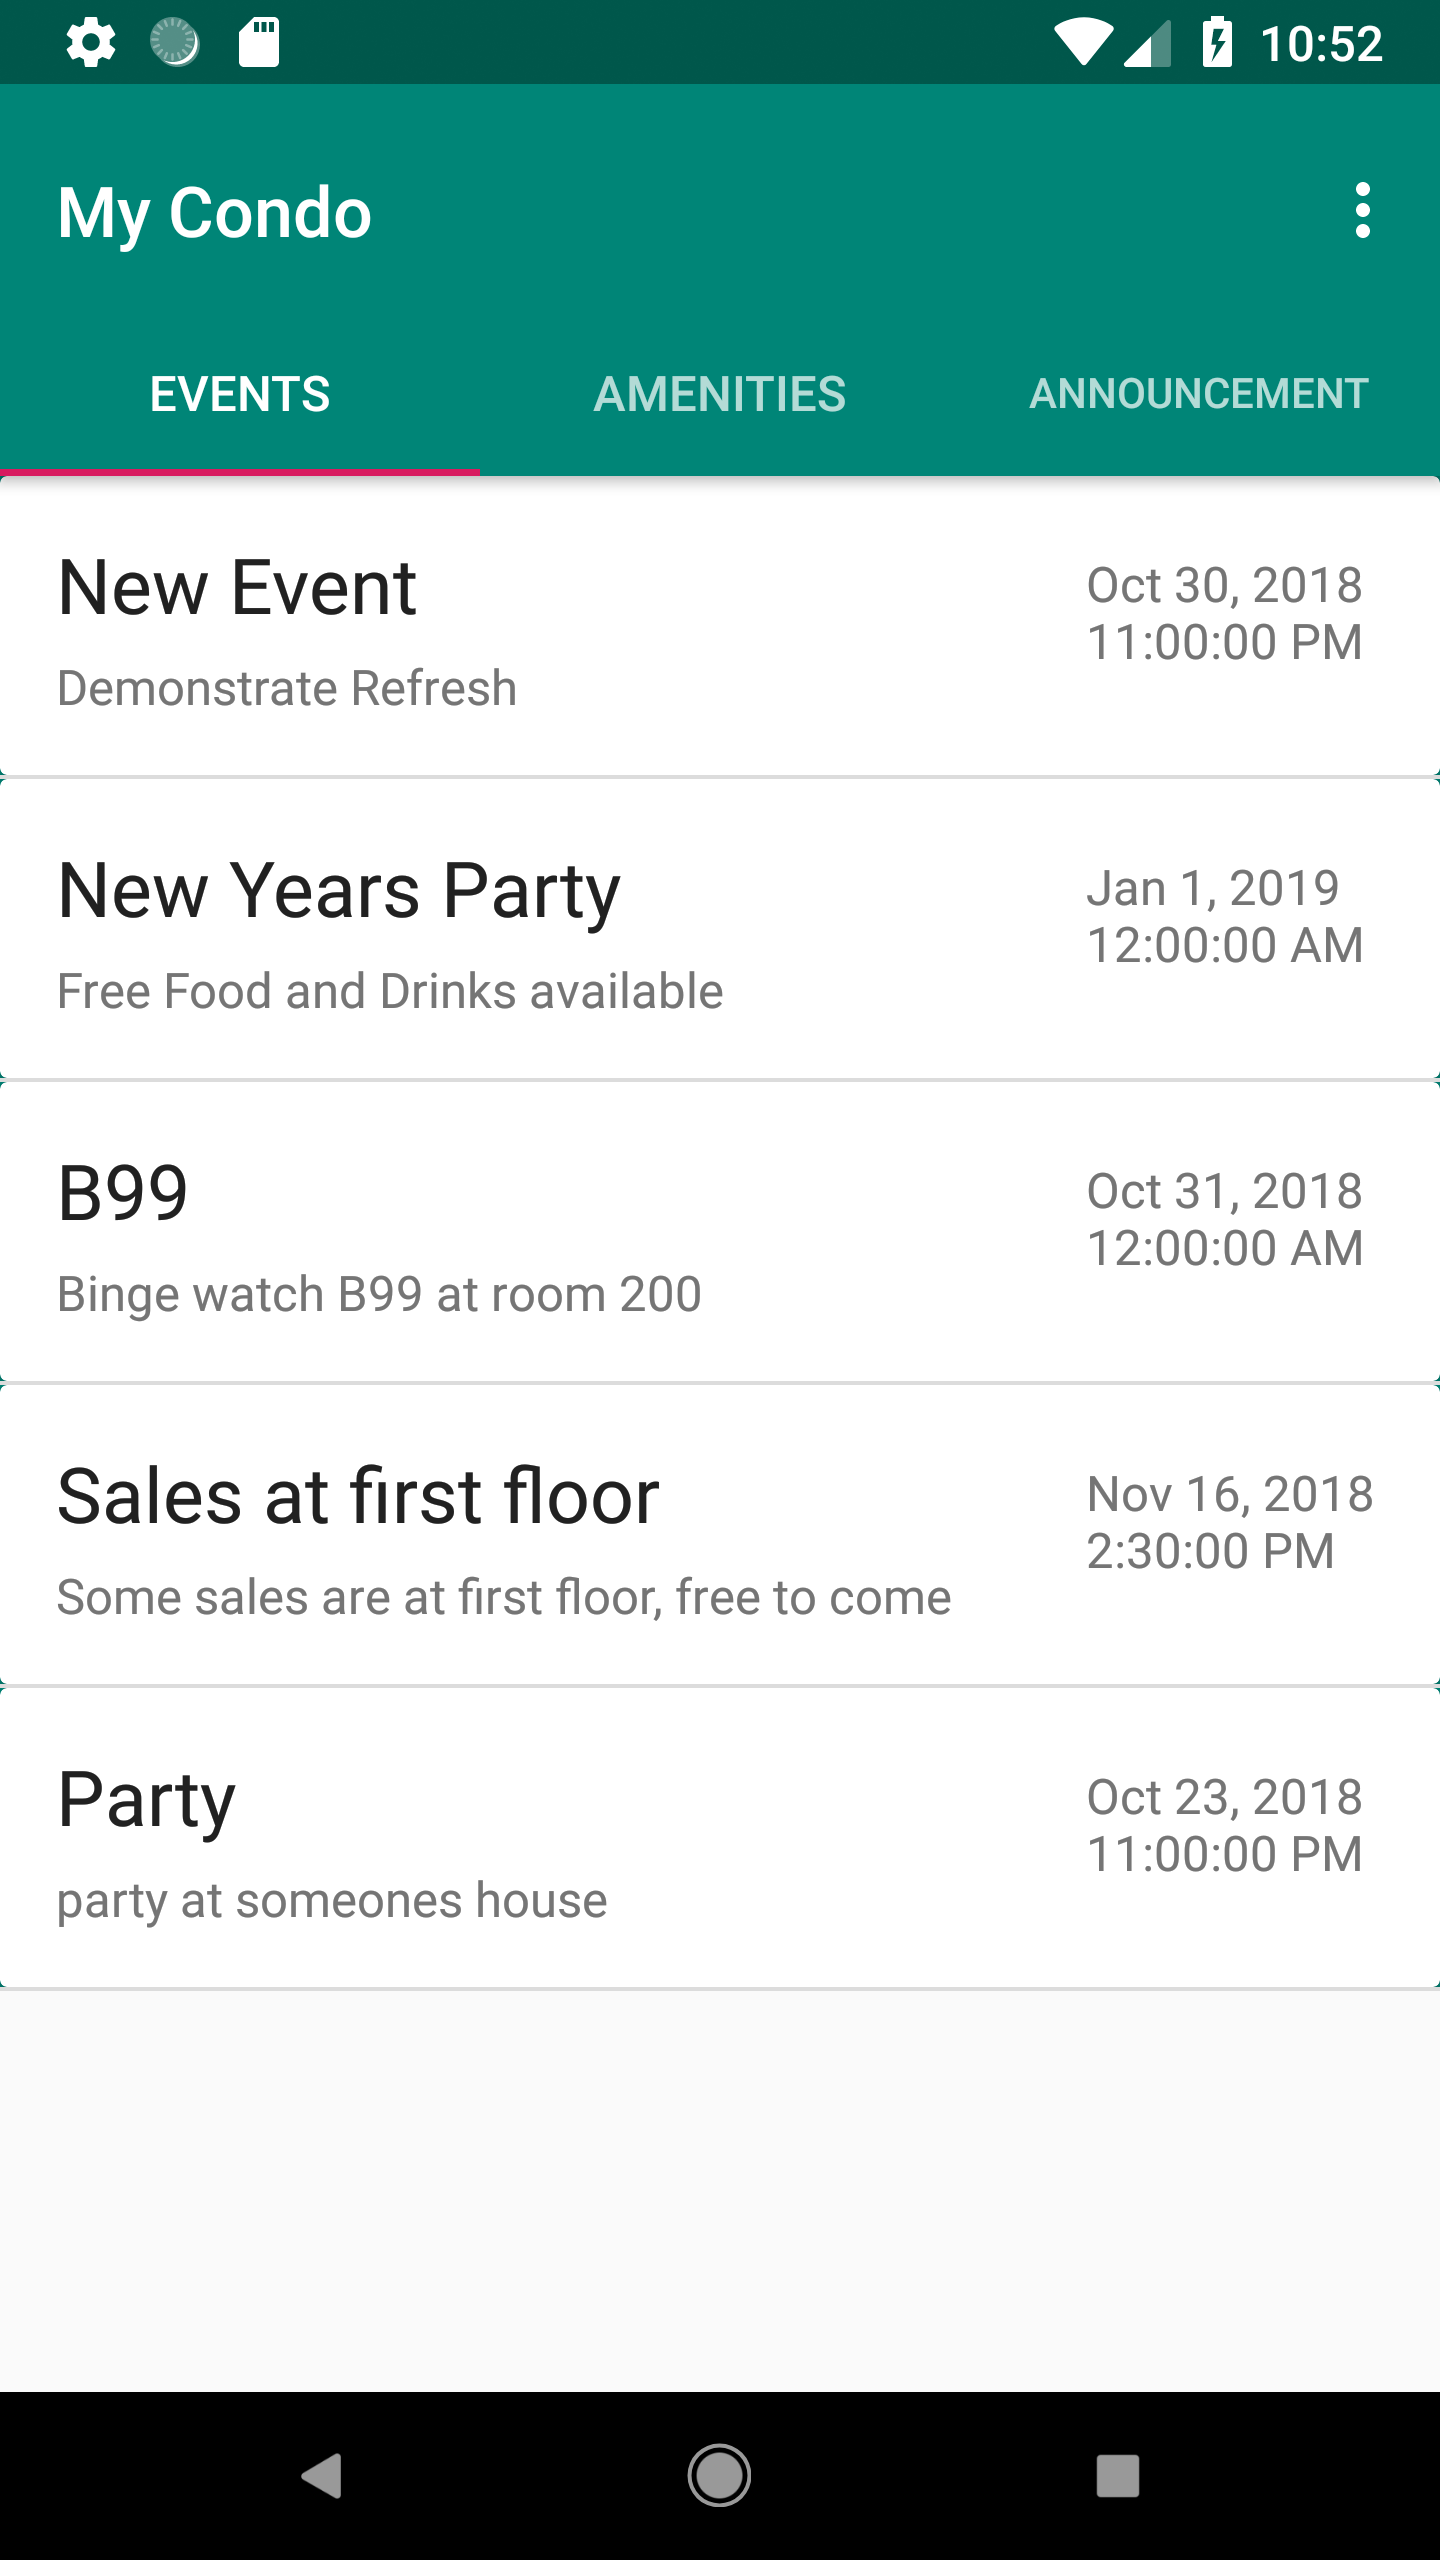 10:52
My Condo
EVENTS AMENITIES ANNOUNCEMENT
New Event
Oct 30, 2018
11:00:00 PM
Demonstrate Refresh
New Years Party
Jan 1, 2019
12:00:00 AM
Free Food and Drinks available
B99
Oct 31, 2018
12:00:00 AM
Binge watch B99 at room 200
Sales at first floor
Nov 16, 2018
2:30:00 PM
Some sales are at first floor, free to come
Party
Oct 23, 2018
11:00:00 PM
party at someones house